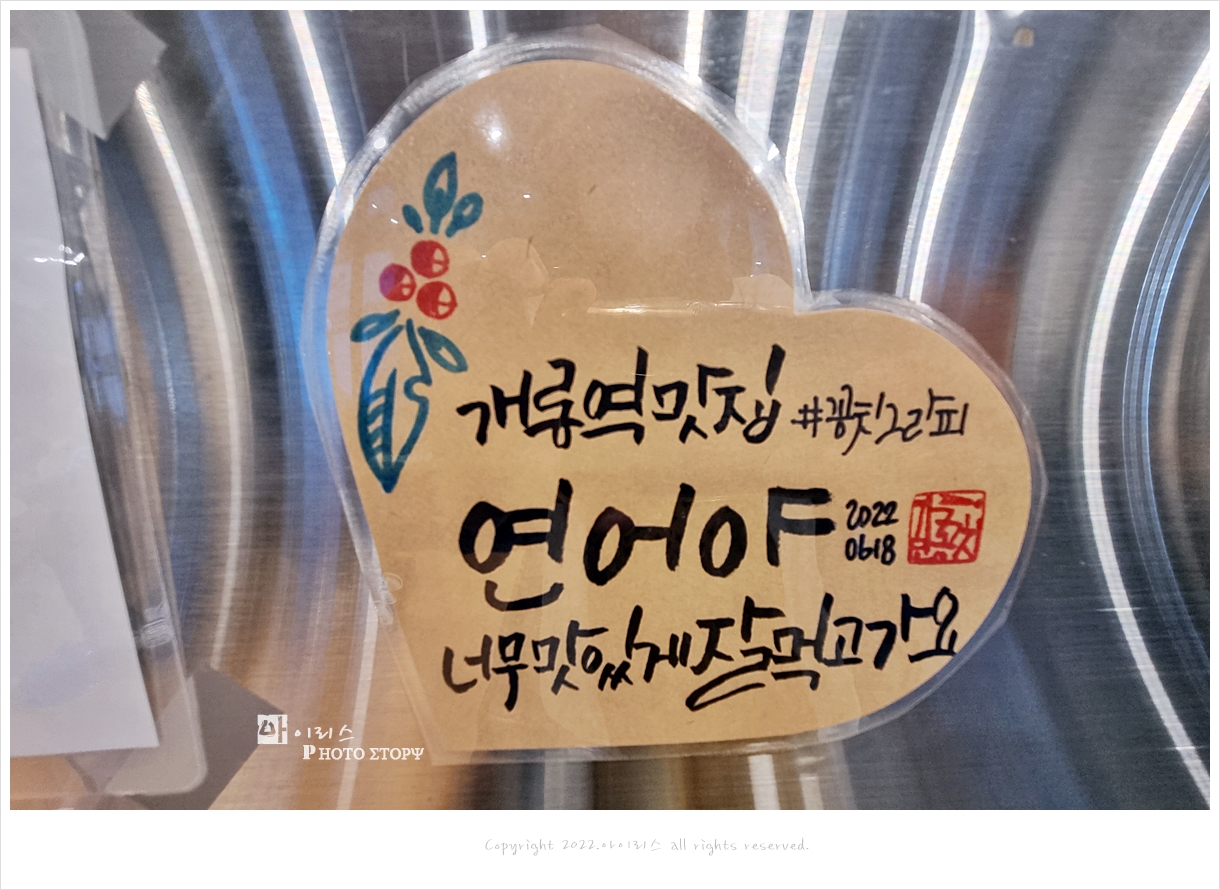 개롱역맛집 #꽁치그라피
연어야
2022
0618
너무맛있게잘먹고가요
아이리스
PHOTO ΣTOPΨ
Copyright 2022.아이리스 all rights reserved.